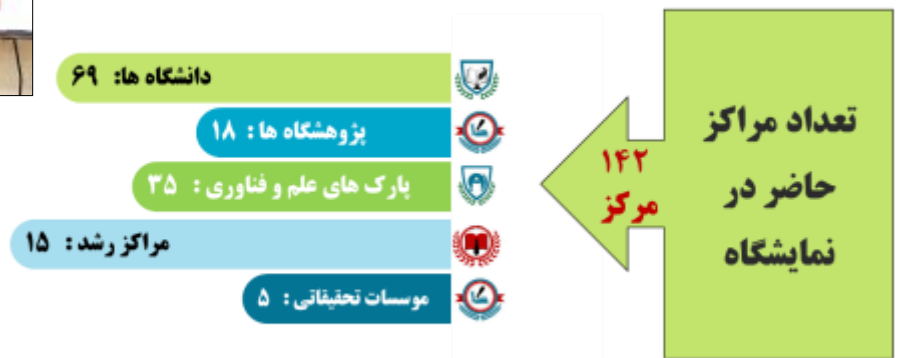 تعداد مراکز
حاضر در
نمایشگاه
۱۴۲
مرکز
دانشگاه ها: ۶۹
پژوهشگاه ها : ۱۸
پارک های علم و فناوری : ۳۵
مراکز رشد : ۱۵
موسسات تحقیقاتی : ۵